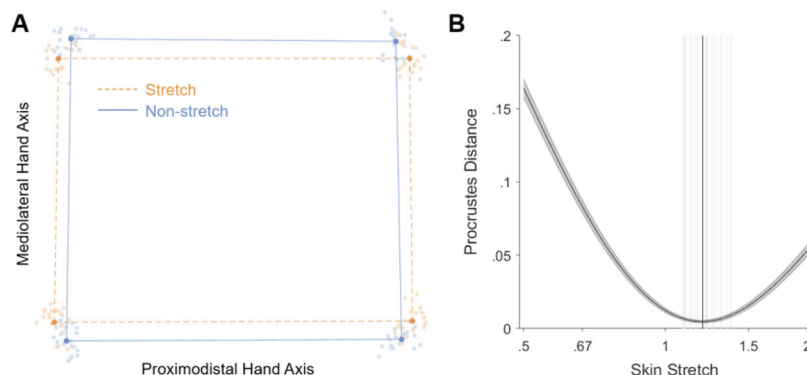 A
Stretch
Non-stretch
Mediolateral Hand Axis
Proximodistal Hand Axis
B
.2
.15
.1
.05
0
Procrustes Distance
.5
.67
1
1.5
2
Skin Stretch